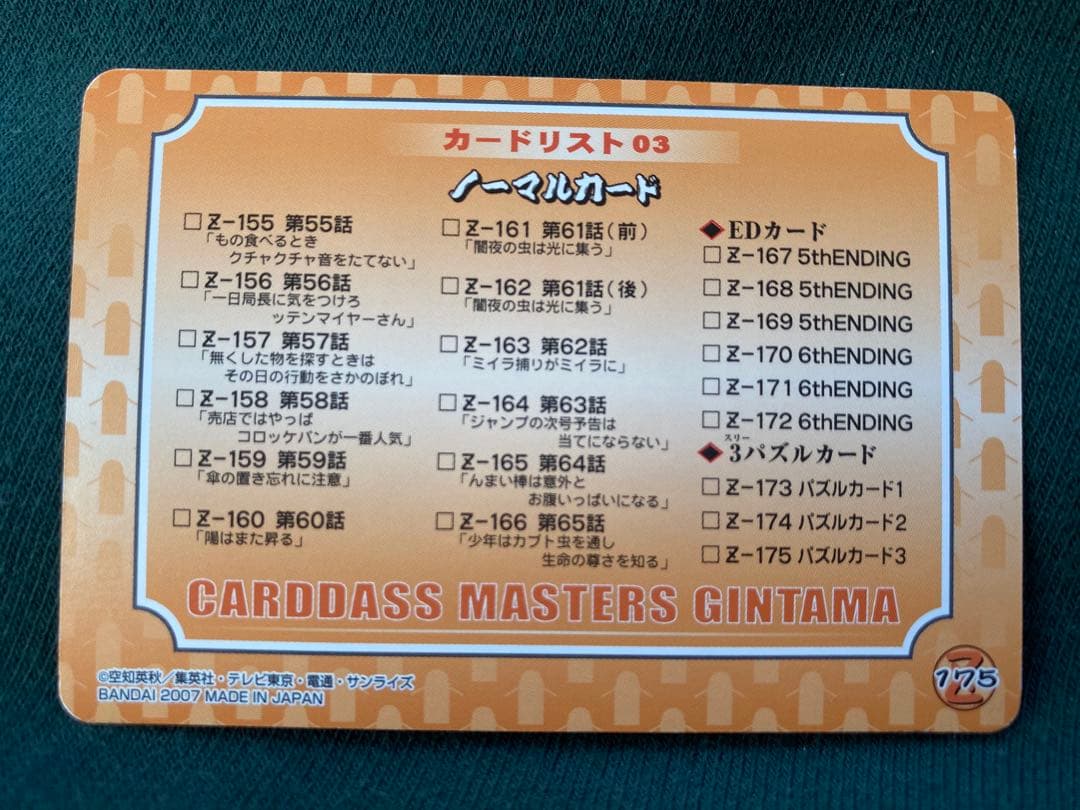 カードリスト03
ノーマルカード
□Z-155 第55話
「もの食べるとき
クチャクチャ音をたてない」
□Z-156 第56話
「一日局長に気をつけろ
ッテンマイヤーさん」
□Z-157 第57話
「無くした物を探すときは
その日の行動をさかのぼれ」
□Z-158 第58話
「売店ではやっぱ
コロッケパンが一番人気」
□Z-159 第59話
「傘の置き忘れに注意」
□Z-160 第60話
「陽はまた昇る」
□Z-161 第61話(前)
「闇夜の虫は光に集う」
□Z-162 第61話(後)
「闇夜の虫は光に集う」
□Z-163 第62話
「ミイラ捕りがミイラに」
□Z-164 第63話
「ジャンプの次号予告は
当てにならない」
□Z-165 第64話
「んまい棒は意外と
お腹いっぱいになる」
□Z-166 第65話
「少年はカブト虫を通し
生命の尊さを知る」
◆EDカード
□Z-167 5thENDING
□Z-168 5thENDING
□Z-169 5thENDING
□Z-170 6thENDING
□Z-171 6thENDING
□Z-172 6thENDING
スリー
◆3パズルカード
□Z-173 パズルカード1
□Z-174 パズルカード2
□Z-175 パズルカード3
CARDDASS MASTERS GINTAMA
©空知英秋/集英社・テレビ東京・電通・サンライズ
BANDAI 2007 MADE IN JAPAN
Z 175